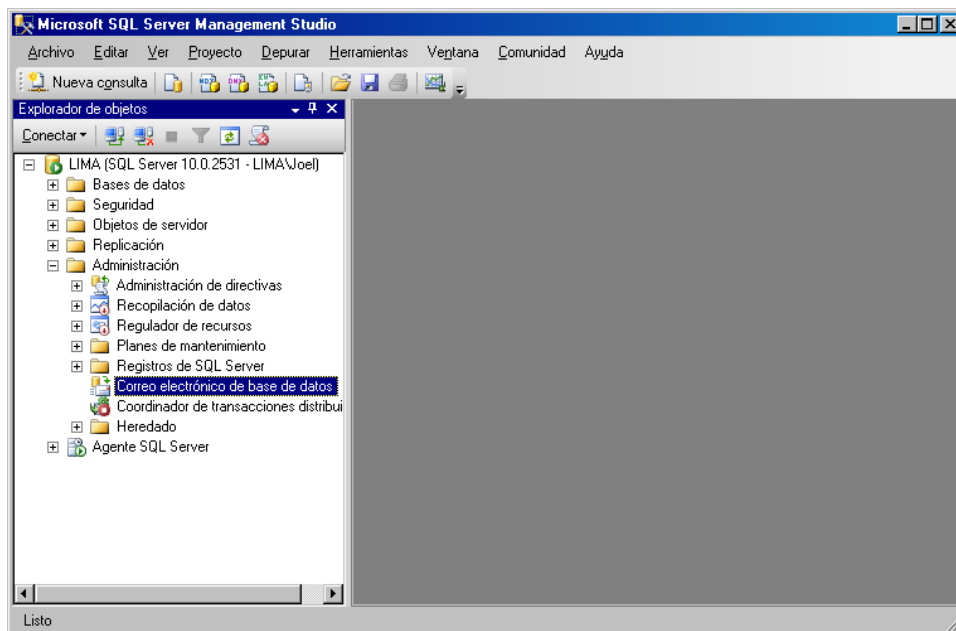 Microsoft SQL Server Management Studio
Archivo Editar Ver Proyecto Depurar Herramientas Ventana Comunidad Ayuda
Nueva consulta
Explorador de objetos
Conectar
LIMA (SQL Server 10.0.2531 - LIMA\Joel)
Bases de datos
Seguridad
Objetos de servidor
Replicación
Administración
Administración de directivas
Recopilación de datos
Regulador de recursos
Planes de mantenimiento
Registros de SQL Server
Correo electrónico de base de datos
Coordinador de transacciones distribui
Heredado
Agente SQL Server
Listo